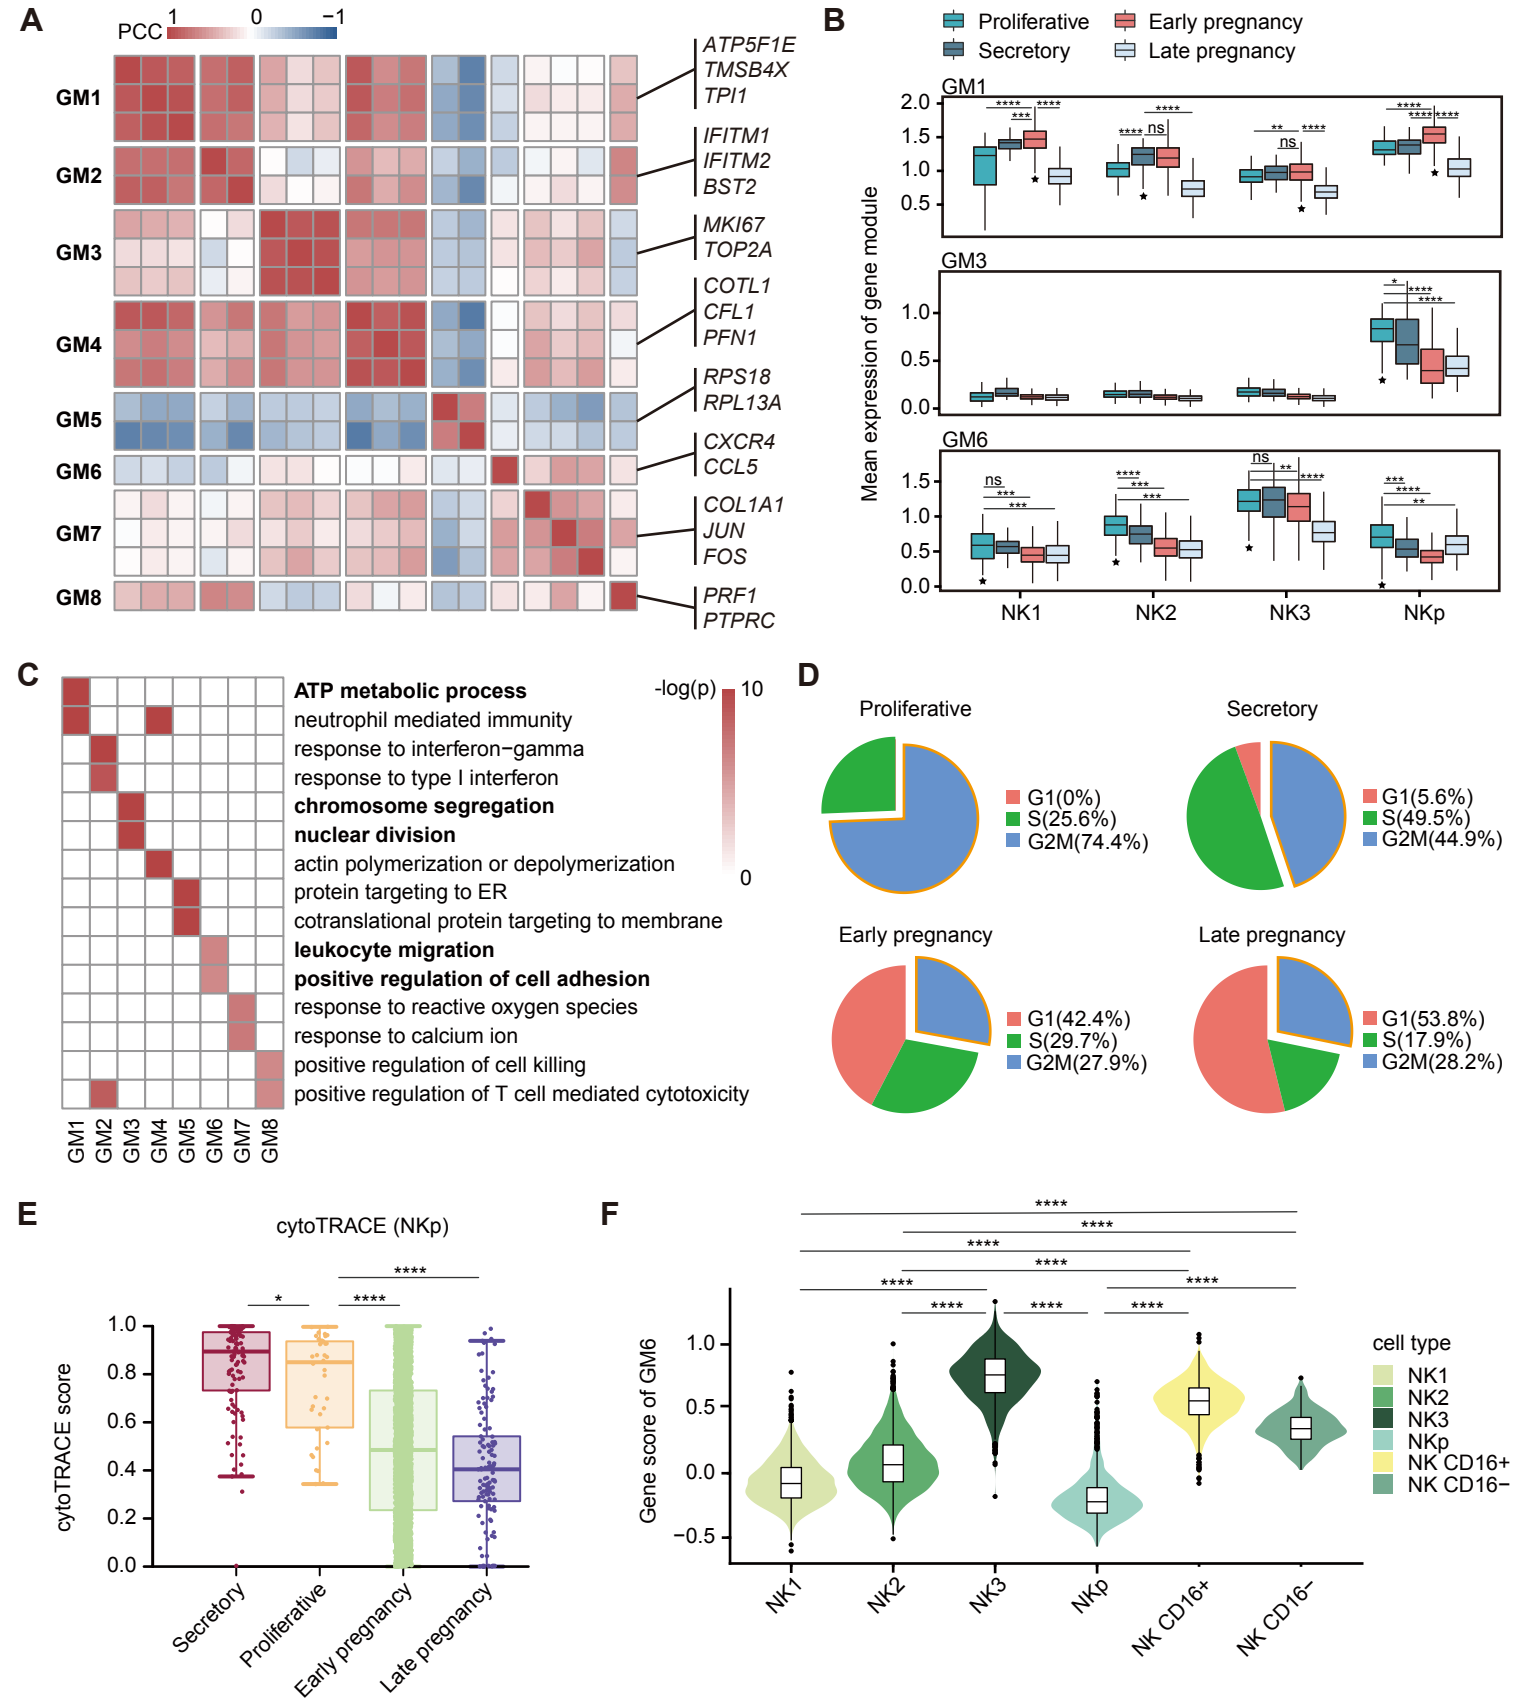 A
PCC
1
0
−1
GM1
GM2
GM3
GM4
GM5
GM6
GM7
GM8
ATP5F1E
TMSB4X
TPI1
IFITM1
IFITM2
BST2
MKI67
TOP2A
COTL1
CFL1
PFN1
RPS18
RPL13A
CXCR4
CCL5
COL1A1
JUN
FOS
PRF1
PTPRC
B
Proliferative
Early pregnancy
Secretory
Late pregnancy
Mean expression of gene module
GM1
2.0
1.5
1.0
0.5
**** ****
***
****
**** ns
** ****
ns
****
**** ****
GM3
1.0
0.5
0.0
*
****
****
GM6
1.5
1.0
0.5
0.0
ns
***
***
****
***
***
ns
**
****
***
****
**
NK1
NK2
NK3
NKp
C
ATP metabolic process
neutrophil mediated immunity
response to interferon−gamma
response to type I interferon
chromosome segregation
nuclear division
actin polymerization or depolymerization
protein targeting to ER
cotranslational protein targeting to membrane
leukocyte migration
positive regulation of cell adhesion
response to reactive oxygen species
response to calcium ion
positive regulation of cell killing
positive regulation of T cell mediated cytotoxicity
GM1
GM2
GM3
GM4
GM5
GM6
GM7
GM8
-log(p)
10
0
D
Proliferative
G1(0%)
S(25.6%)
G2M(74.4%)
Secretory
G1(5.6%)
S(49.5%)
G2M(44.9%)
Early pregnancy
G1(42.4%)
S(29.7%)
G2M(27.9%)
Late pregnancy
G1(53.8%)
S(17.9%)
G2M(28.2%)
E
cytoTRACE (NKp)
****
*
****
cytoTRACE score
1.0
0.8
0.6
0.4
0.2
0.0
Secretory
Proliferative
Early pregnancy
Late pregnancy
F
****
****
****
****
****
****
****
****
****
Gene score of GM6
1.0
0.5
0.0
−0.5
NK1
NK2
NK3
NKp
NK CD16+
NK CD16−
cell type
NK1
NK2
NK3
NKp
NK CD16+
NK CD16−